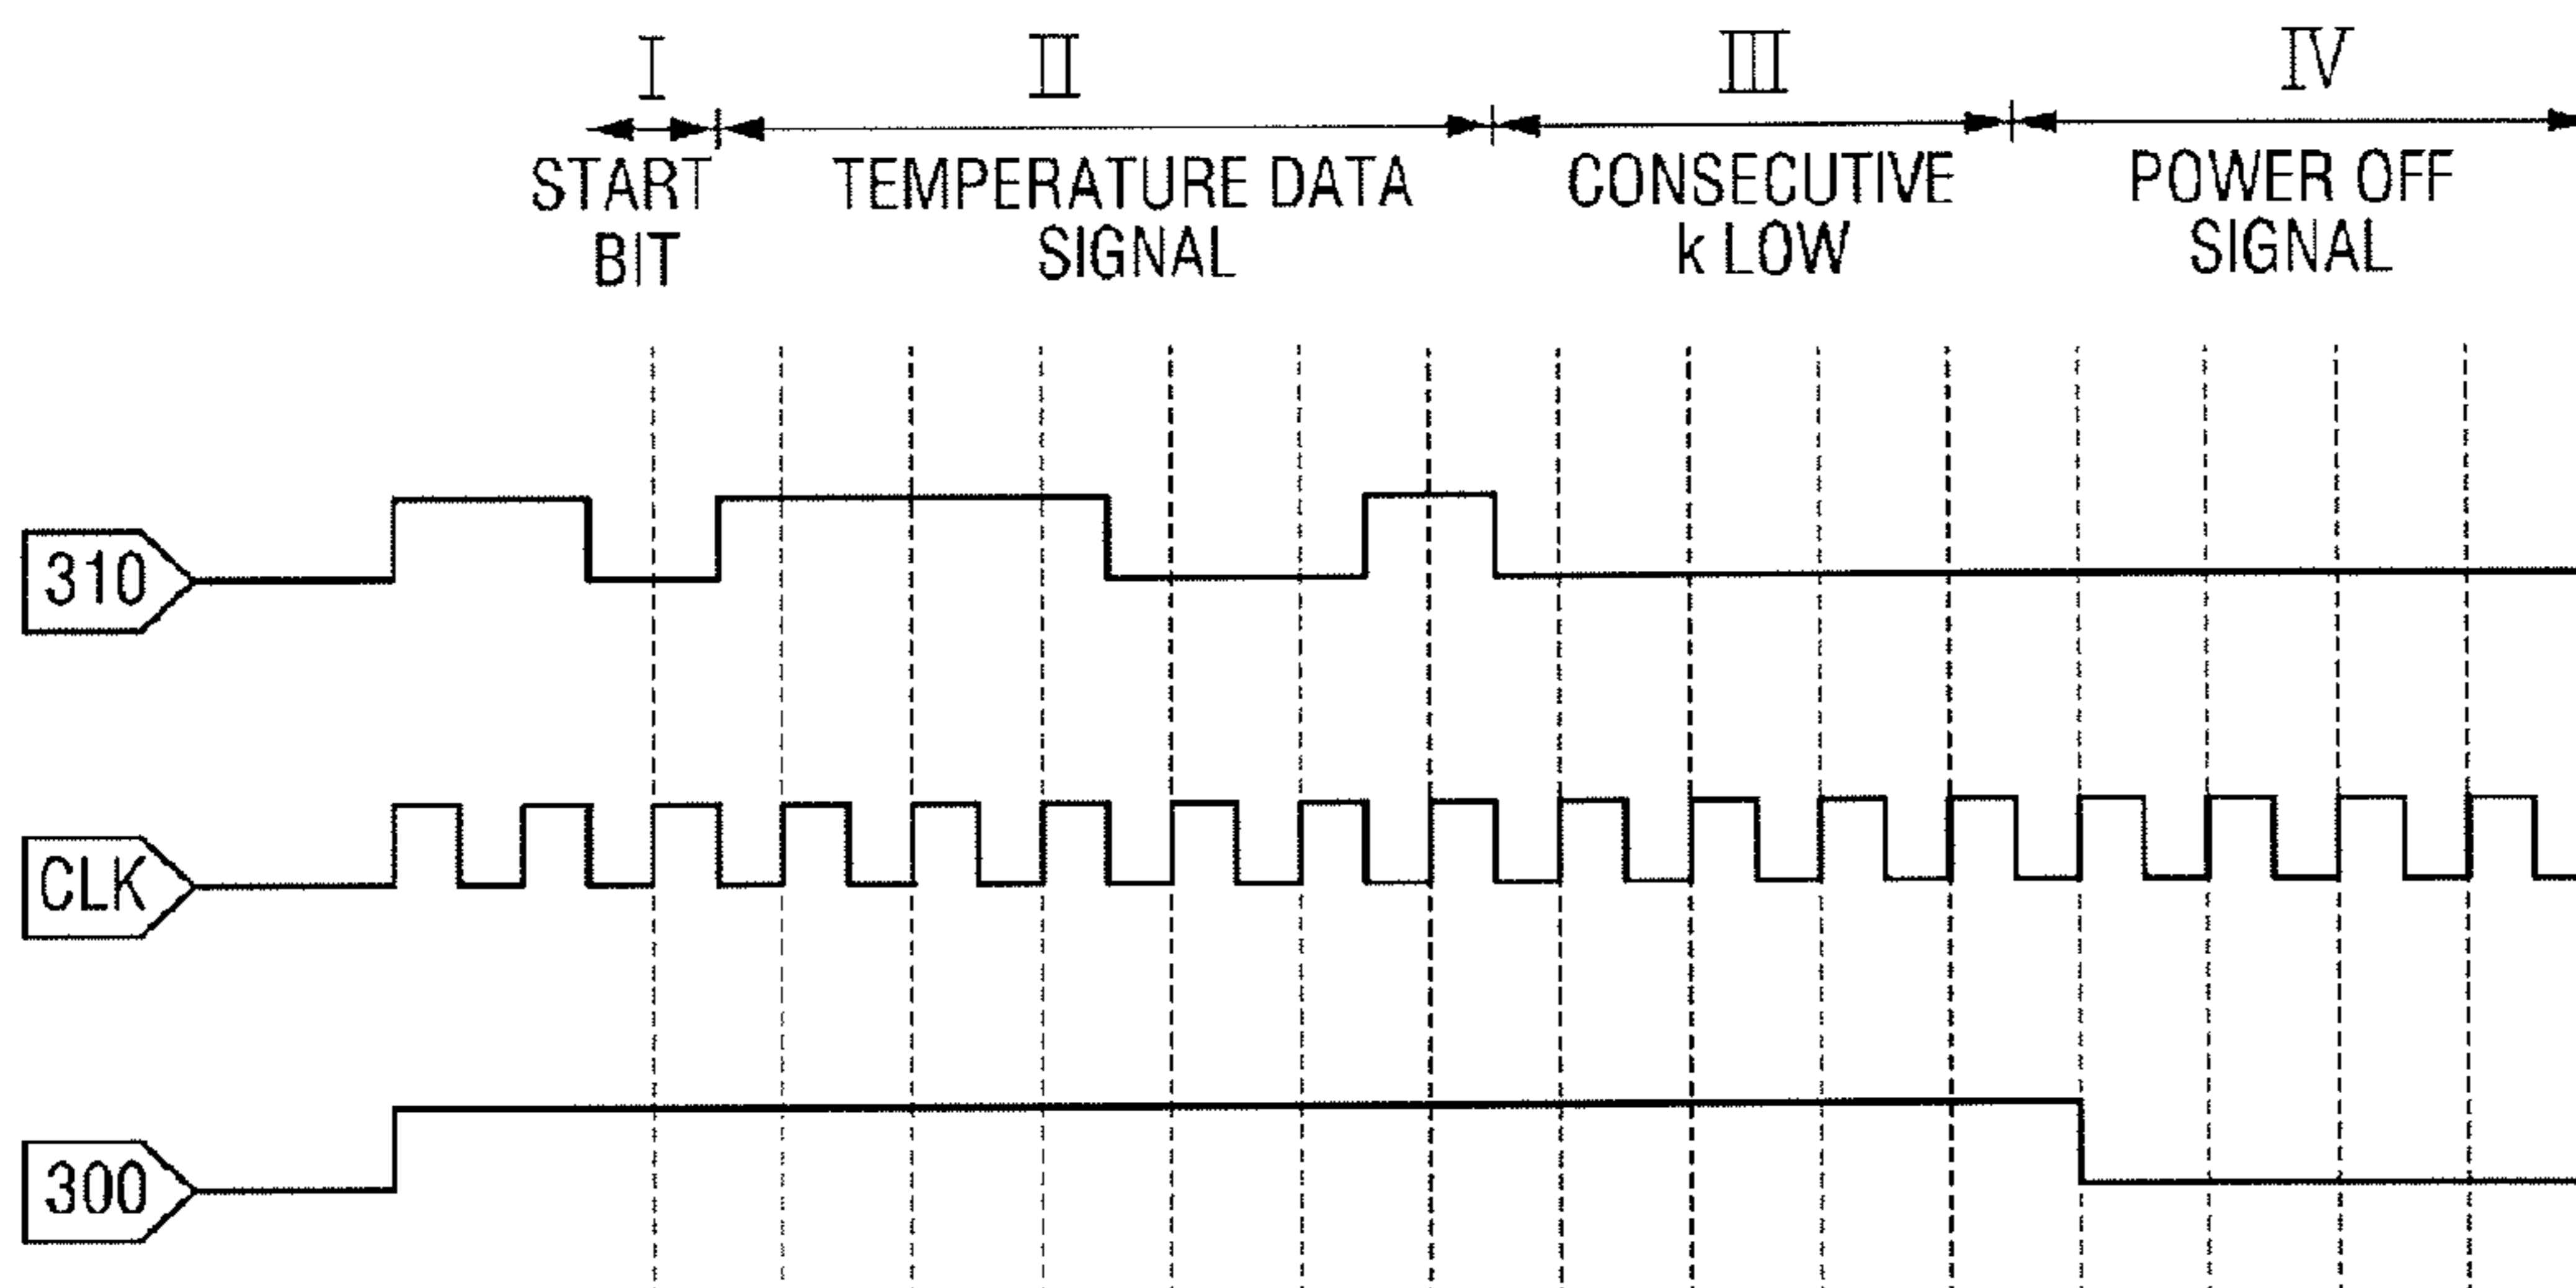 I
II
III
IV
START
BIT
TEMPERATURE DATA
SIGNAL
CONSECUTIVE
k LOW
POWER OFF
SIGNAL
310
CLK
300